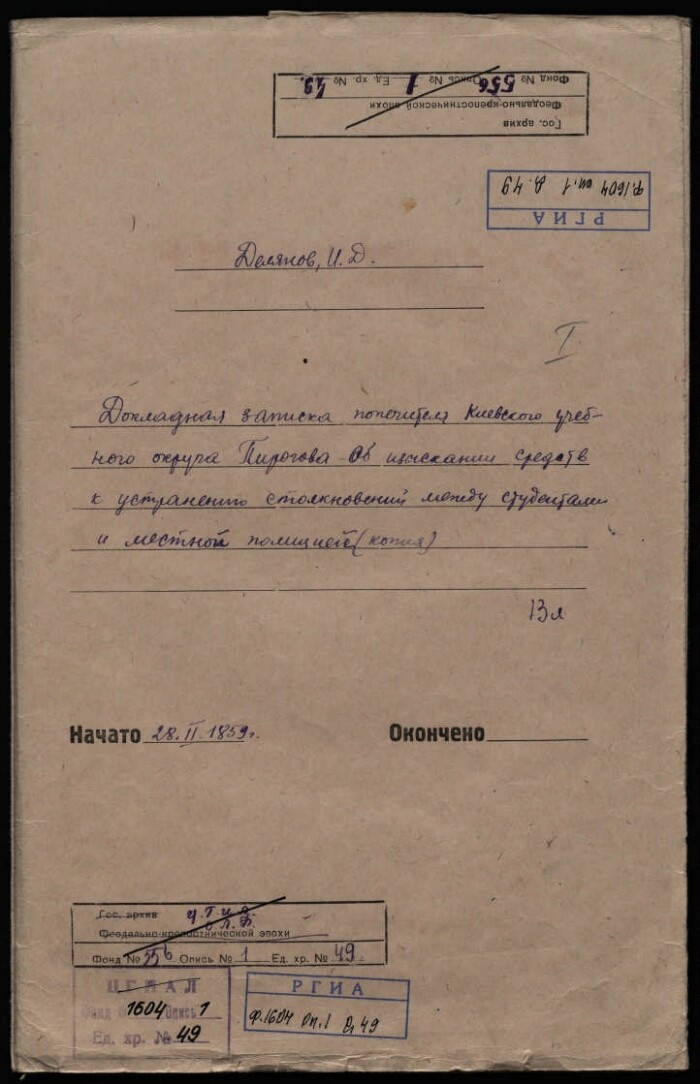 Гос. архив
Феодально-крепостнической эпохи
Фонд № 556 Опись № 1 Ед. хр. № 49.
РГИА
ф.1604 оп.1 д.49
Делянов, И.Д.
I
Докладная записка попечителя Киевского учеб-
ного округа Пирогова Об изыскании средств
к устранению столкновений между студентами
и местной полицией (копия)
13л
Начато 28.II.1859г. Окончено
Гос. архив Ц.Г.И.А.
в Л.
Феодально-крепостнической эпохи
Фонд № 556 Опись № 1 Ед. хр. № 49
ЦГИАЛ
Фонд 1604 Опись 1
Ед. хр. № 49
РГИА
ф.1604 оп.1 д.49